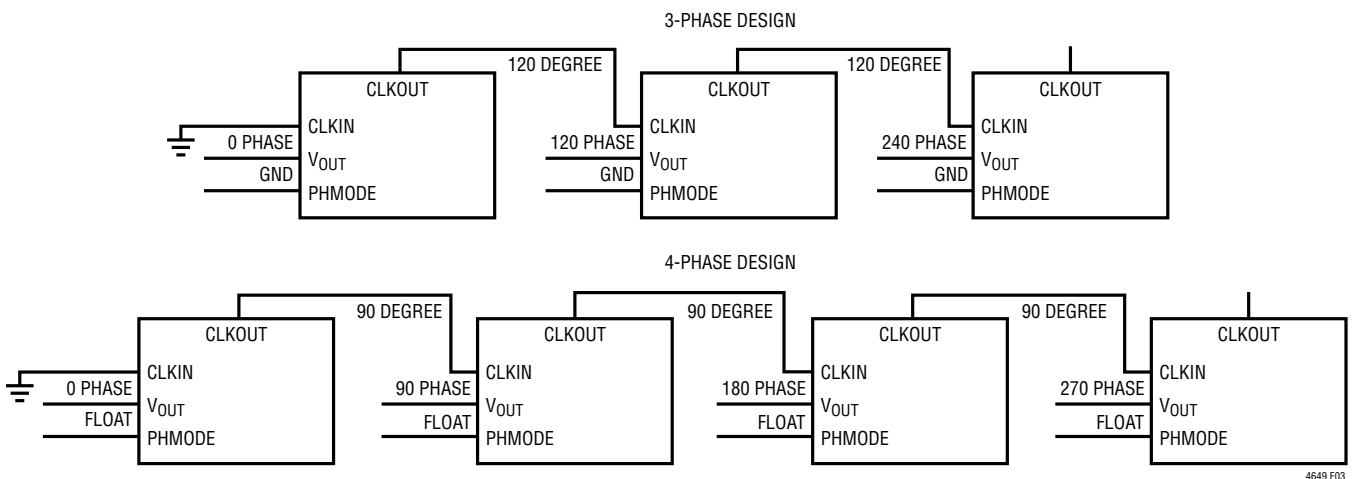 3-PHASE DESIGN
120 DEGREE
120 DEGREE
CLKOUT
CLKOUT
CLKOUT
CLKIN
CLKIN
CLKIN
0 PHASE
120 PHASE
240 PHASE
VOUT
VOUT
VOUT
GND
GND
GND
PHMODE
PHMODE
PHMODE
4-PHASE DESIGN
90 DEGREE
90 DEGREE
90 DEGREE
CLKOUT
CLKOUT
CLKOUT
CLKOUT
CLKIN
CLKIN
CLKIN
CLKIN
0 PHASE
90 PHASE
180 PHASE
270 PHASE
VOUT
VOUT
VOUT
VOUT
FLOAT
FLOAT
FLOAT
FLOAT
PHMODE
PHMODE
PHMODE
PHMODE
4649 F03